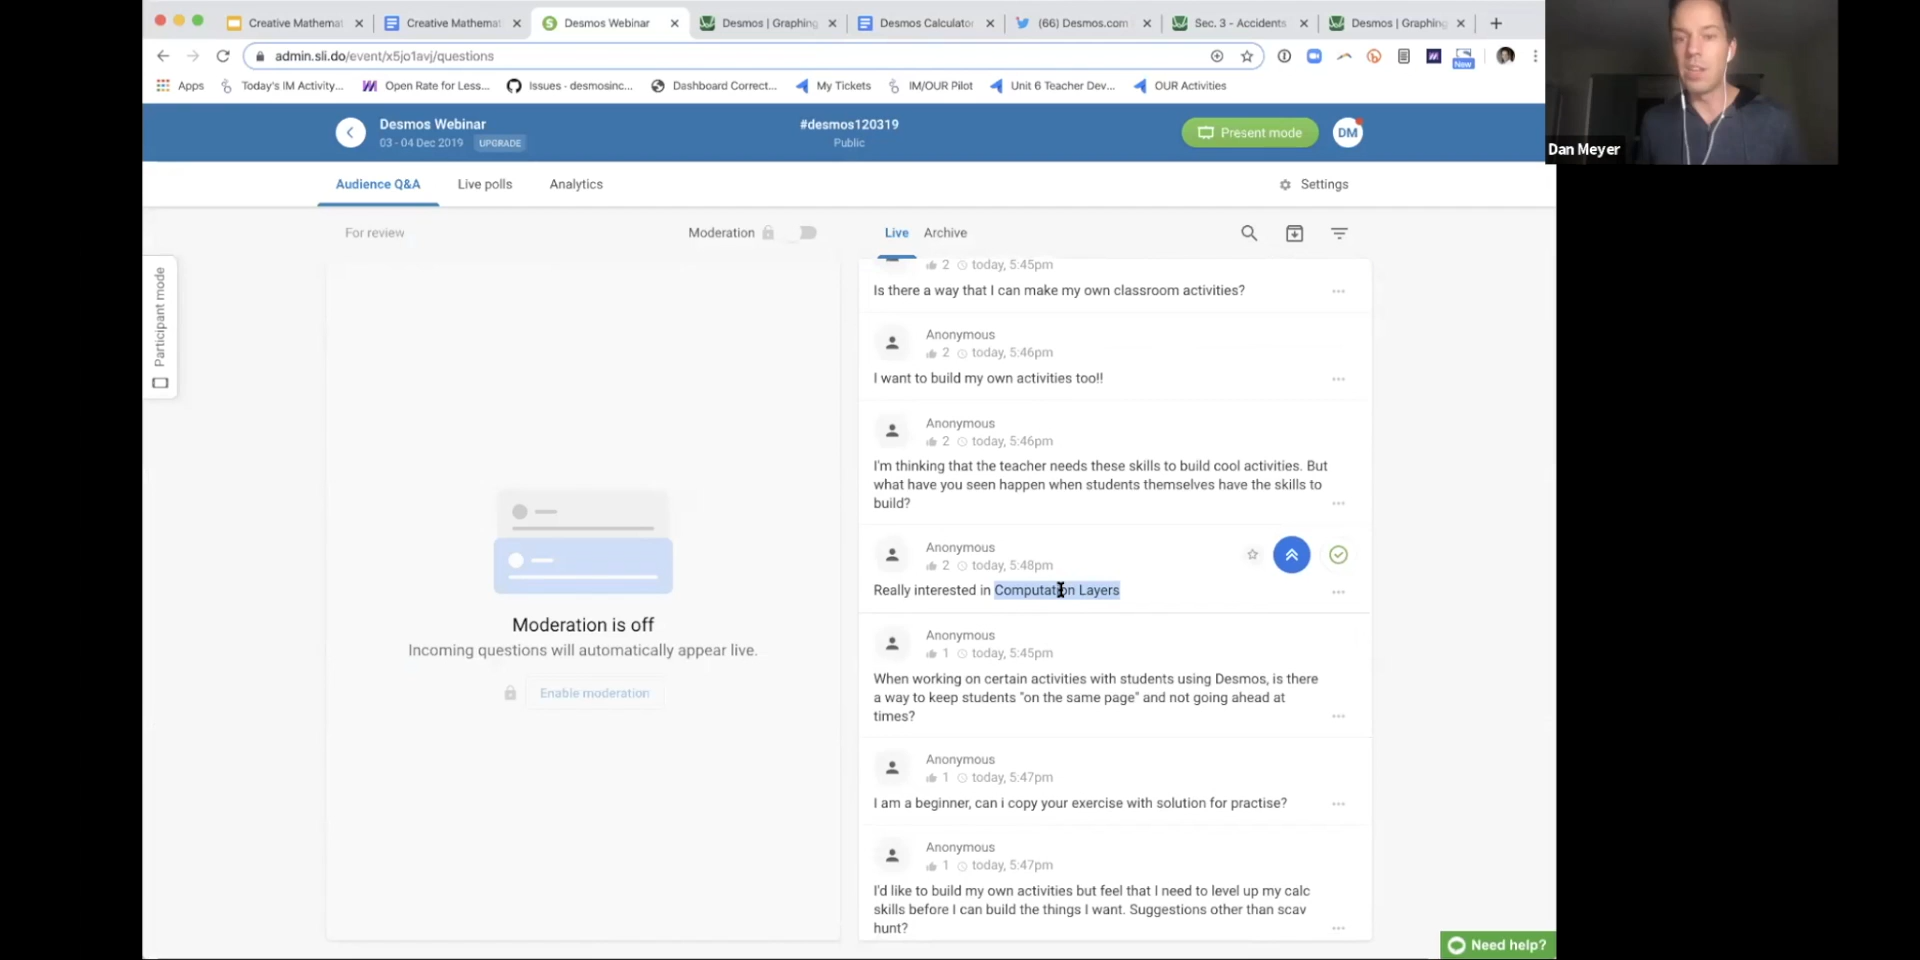 Creative Mathemat
Creative Mathemat
Desmos Webinar
Desmos | Graphing
Desmos Calculato
(66) Desmos.com
Sec. 3 - Accidents
Desmos | Graphing
admin.sli.do/event/x5jo1avj/questions
New
Apps
Today's IM Activity...
Open Rate for Less...
Issues · desmosinc...
Dashboard Correct...
My Tickets
IM/OUR Pilot
Unit 6 Teacher Dev...
OUR Activities
Desmos Webinar
03 - 04 Dec 2019 UPGRADE
#desmos120319
Public
Present mode
DM
Dan Meyer
Audience Q&A
Live polls
Analytics
Settings
For review
Moderation
Live
Archive
Participant mode
Moderation is off
Incoming questions will automatically appear live.
Enable moderation
2 today, 5:45pm
Is there a way that I can make my own classroom activities?
Anonymous
2 today, 5:46pm
I want to build my own activities too!!
Anonymous
2 today, 5:46pm
I'm thinking that the teacher needs these skills to build cool activities. But
what have you seen happen when students themselves have the skills to
build?
Anonymous
2 today, 5:48pm
Really interested in Computation Layers
Anonymous
1 today, 5:45pm
When working on certain activities with students using Desmos, is there
a way to keep students "on the same page" and not going ahead at
times?
Anonymous
1 today, 5:47pm
I am a beginner, can i copy your exercise with solution for practise?
Anonymous
1 today, 5:47pm
I'd like to build my own activities but feel that I need to level up my calc
skills before I can build the things I want. Suggestions other than scav
hunt?
Need help?